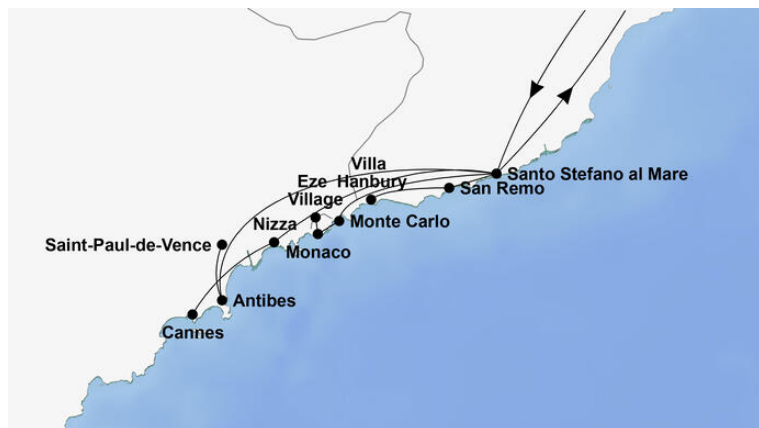 Villa
Eze Hanbury
Village
Santo Stefano al Mare
San Remo
Nizza
Monte Carlo
Saint-Paul-de-Vence
Monaco
Antibes
Cannes